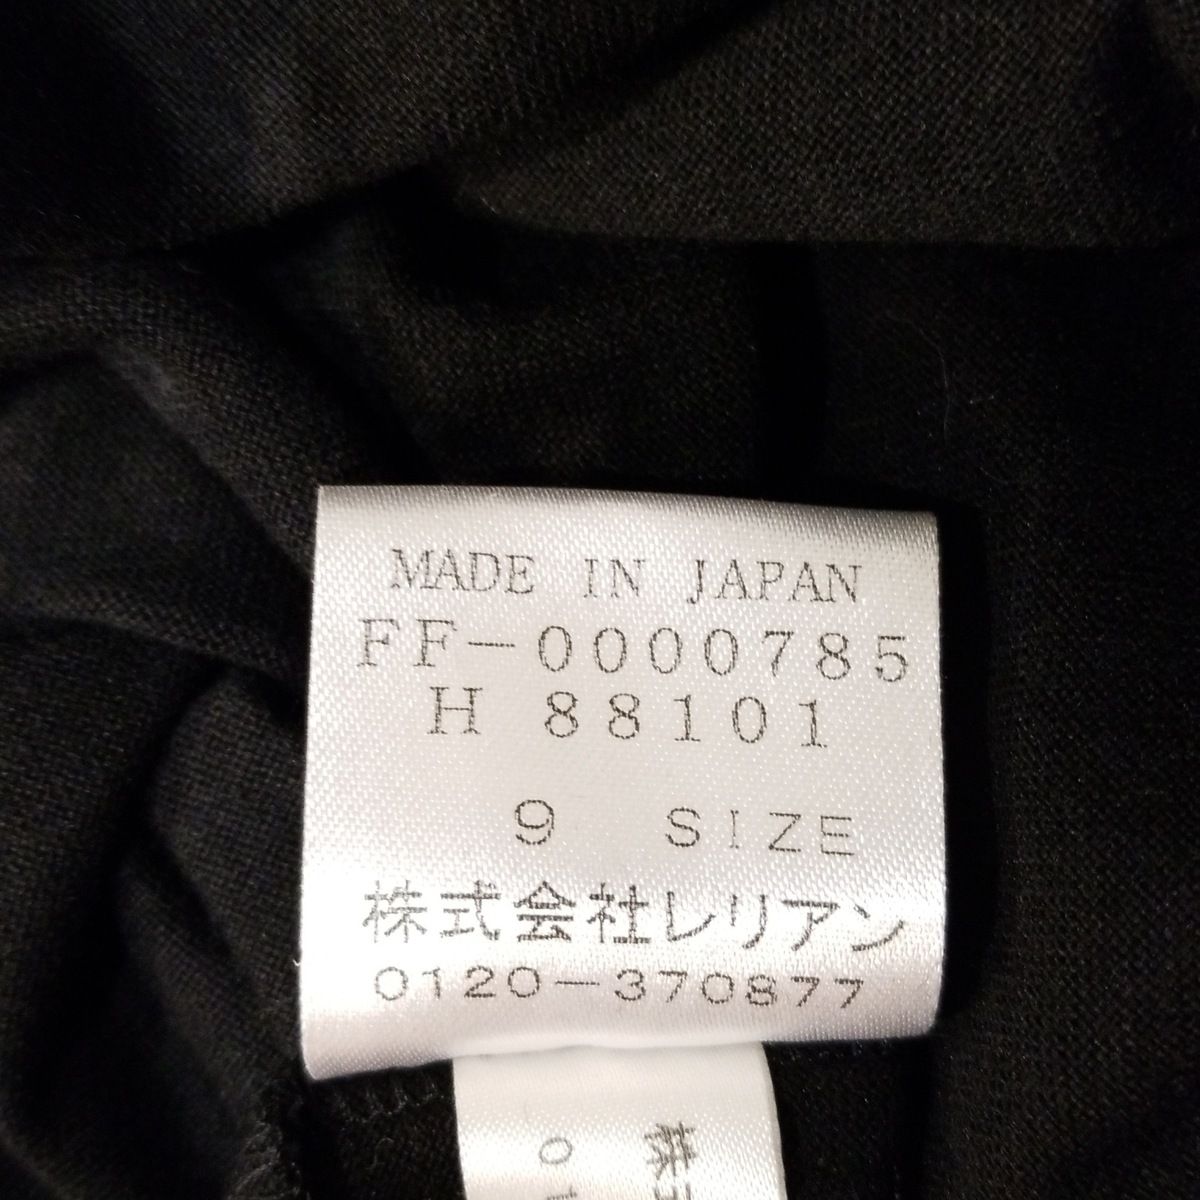 MADE IN JAPAN
FF-0000785
H 88101
9 SIZE
株式会社レリアン
0120-370877